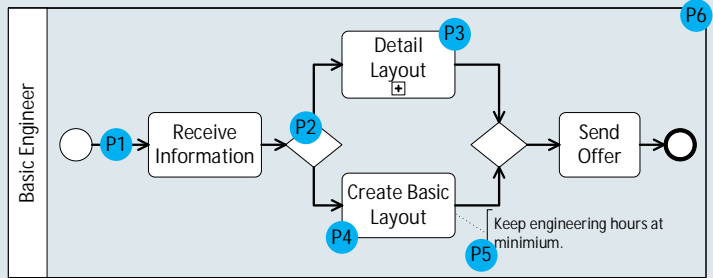 P6
P3
Detail
Layout
Basic Engineer
P1
Receive
Information
P2
Send
Offer
Create Basic
Layout
P4
Keep engineering hours at
minimium.
P5